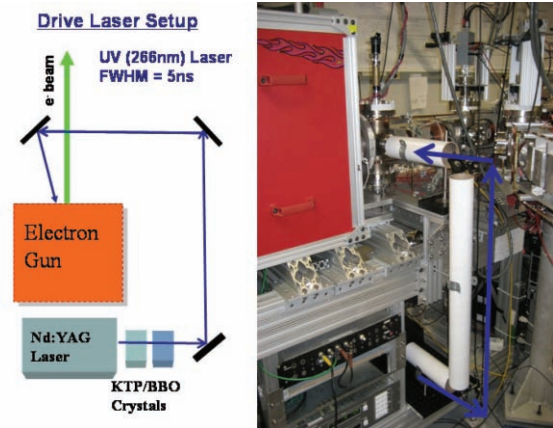 Drive Laser Setup
UV (266nm) Laser
FWHM = 5ns
e- beam
Electron
Gun
Nd:YAG
Laser
KTP/BBO
Crystals